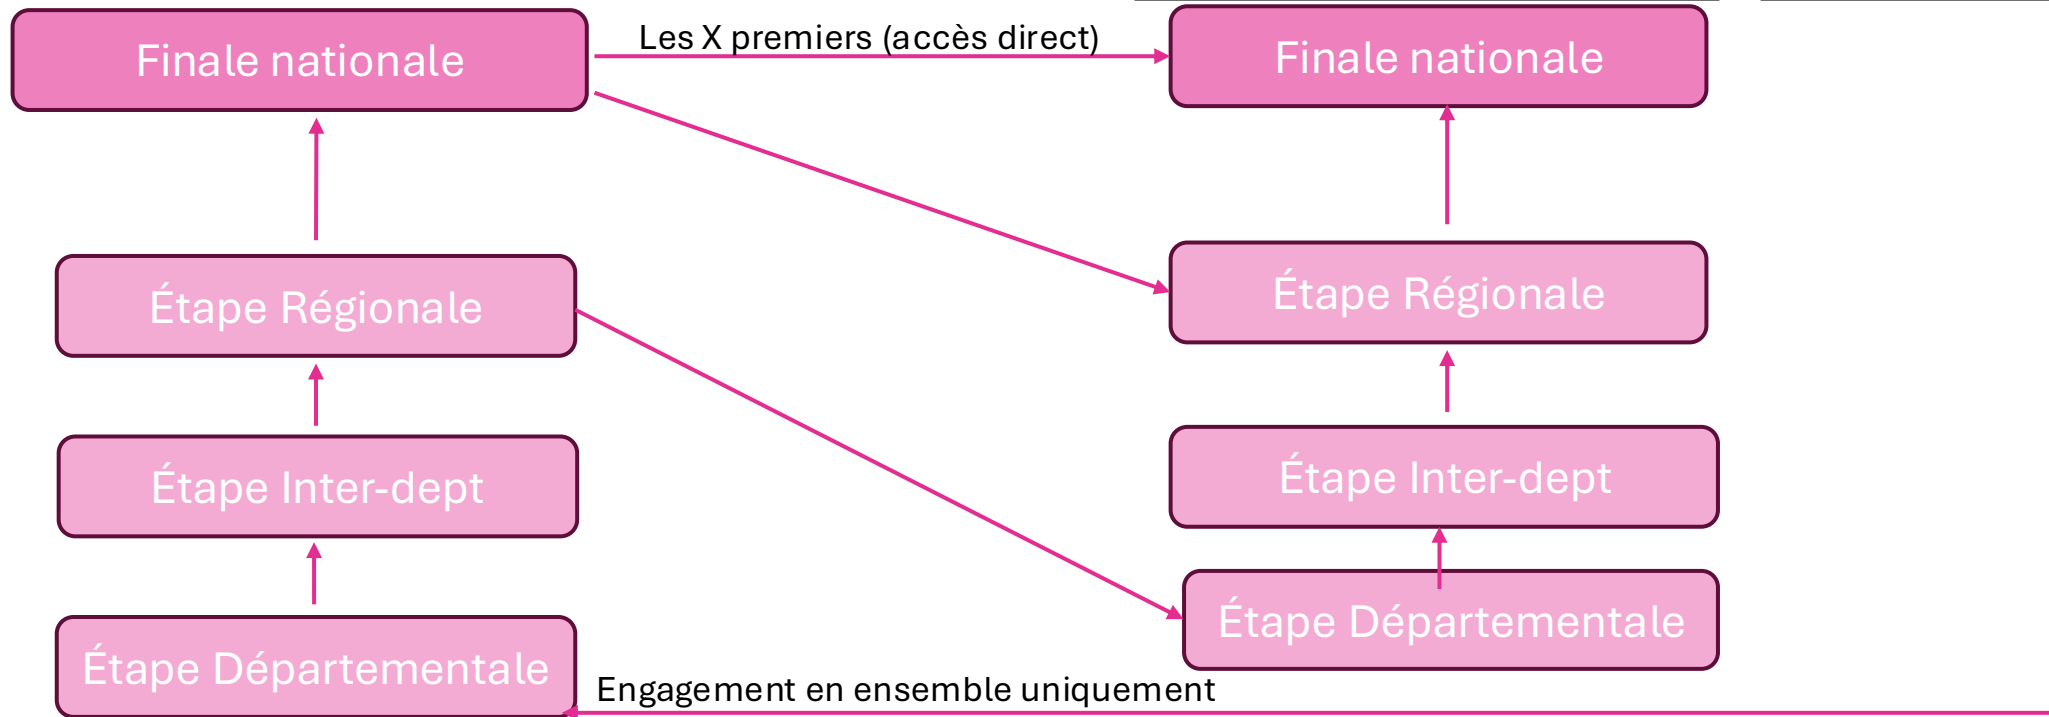 Finale nationale
Les X premiers (accès direct)
Finale nationale
Étape Régionale
Étape Régionale
Étape Inter-dept
Étape Inter-dept
Étape Départementale
Étape Départementale
Engagement en ensemble uniquement